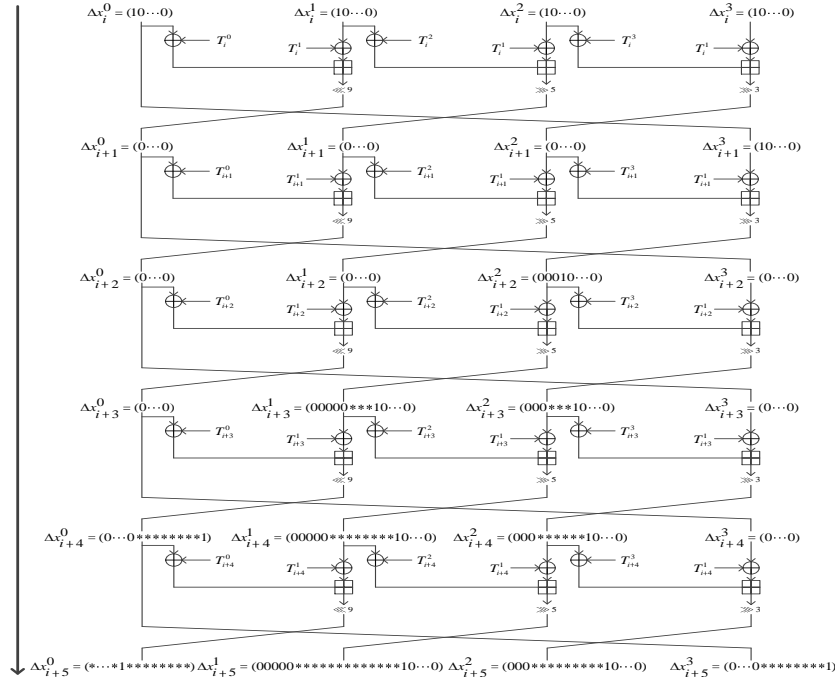 Δx_i^0 = (10···0) Δx_i^1 = (10···0) Δx_i^2 = (10···0) Δx_i^3 = (10···0)
T_i^0 T_i^2 T_i^3
T_i^1 T_i^1 T_i^1
⋘ 9 ⋙ 5 ⋙ 3
Δx_{i+1}^0 = (0···0) Δx_{i+1}^1 = (0···0) Δx_{i+1}^2 = (0···0) Δx_{i+1}^3 = (10···0)
T_{i+1}^0 T_{i+1}^2 T_{i+1}^3
T_{i+1}^1 T_{i+1}^1 T_{i+1}^1
⋘ 9 ⋙ 5 ⋙ 3
Δx_{i+2}^0 = (0···0) Δx_{i+2}^1 = (0···0) Δx_{i+2}^2 = (00010···0) Δx_{i+2}^3 = (0···0)
T_{i+2}^0 T_{i+2}^2 T_{i+2}^3
T_{i+2}^1 T_{i+2}^1 T_{i+2}^1
⋘ 9 ⋙ 5 ⋙ 3
Δx_{i+3}^0 = (0···0) Δx_{i+3}^1 = (00000***10···0) Δx_{i+3}^2 = (000***10···0) Δx_{i+3}^3 = (0···0)
T_{i+3}^0 T_{i+3}^2 T_{i+3}^3
T_{i+3}^1 T_{i+3}^1 T_{i+3}^1
⋘ 9 ⋙ 5 ⋙ 3
Δx_{i+4}^0 = (0···0********1) Δx_{i+4}^1 = (00000********10···0) Δx_{i+4}^2 = (000******10···0) Δx_{i+4}^3 = (0···0)
T_{i+4}^0 T_{i+4}^2 T_{i+4}^3
T_{i+4}^1 T_{i+4}^1 T_{i+4}^1
⋘ 9 ⋙ 5 ⋙ 3
Δx_{i+5}^0 = (*···*1********) Δx_{i+5}^1 = (00000*************10···0) Δx_{i+5}^2 = (000*********10···0) Δx_{i+5}^3 = (0···0********1)